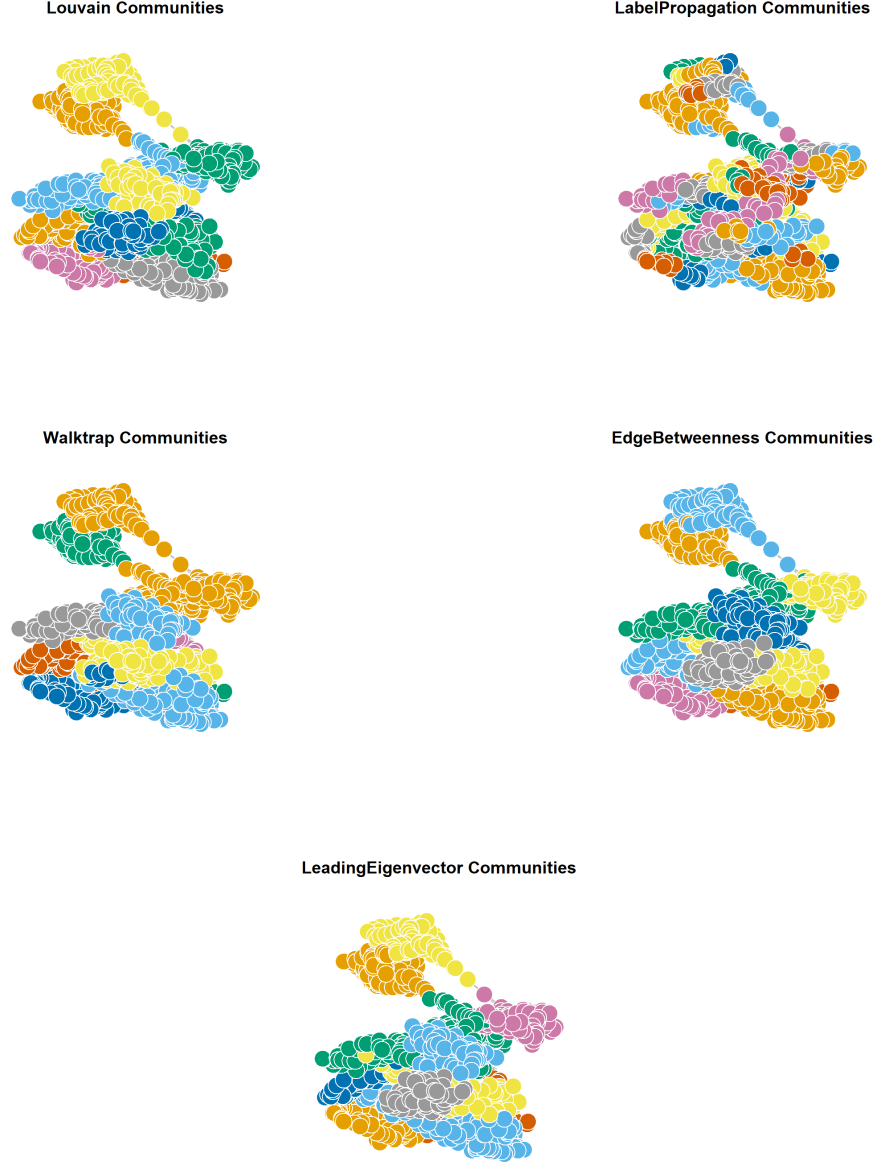 Louvain Communities
LabelPropagation Communities
Walktrap Communities
EdgeBetweenness Communities
LeadingEigenvector Communities